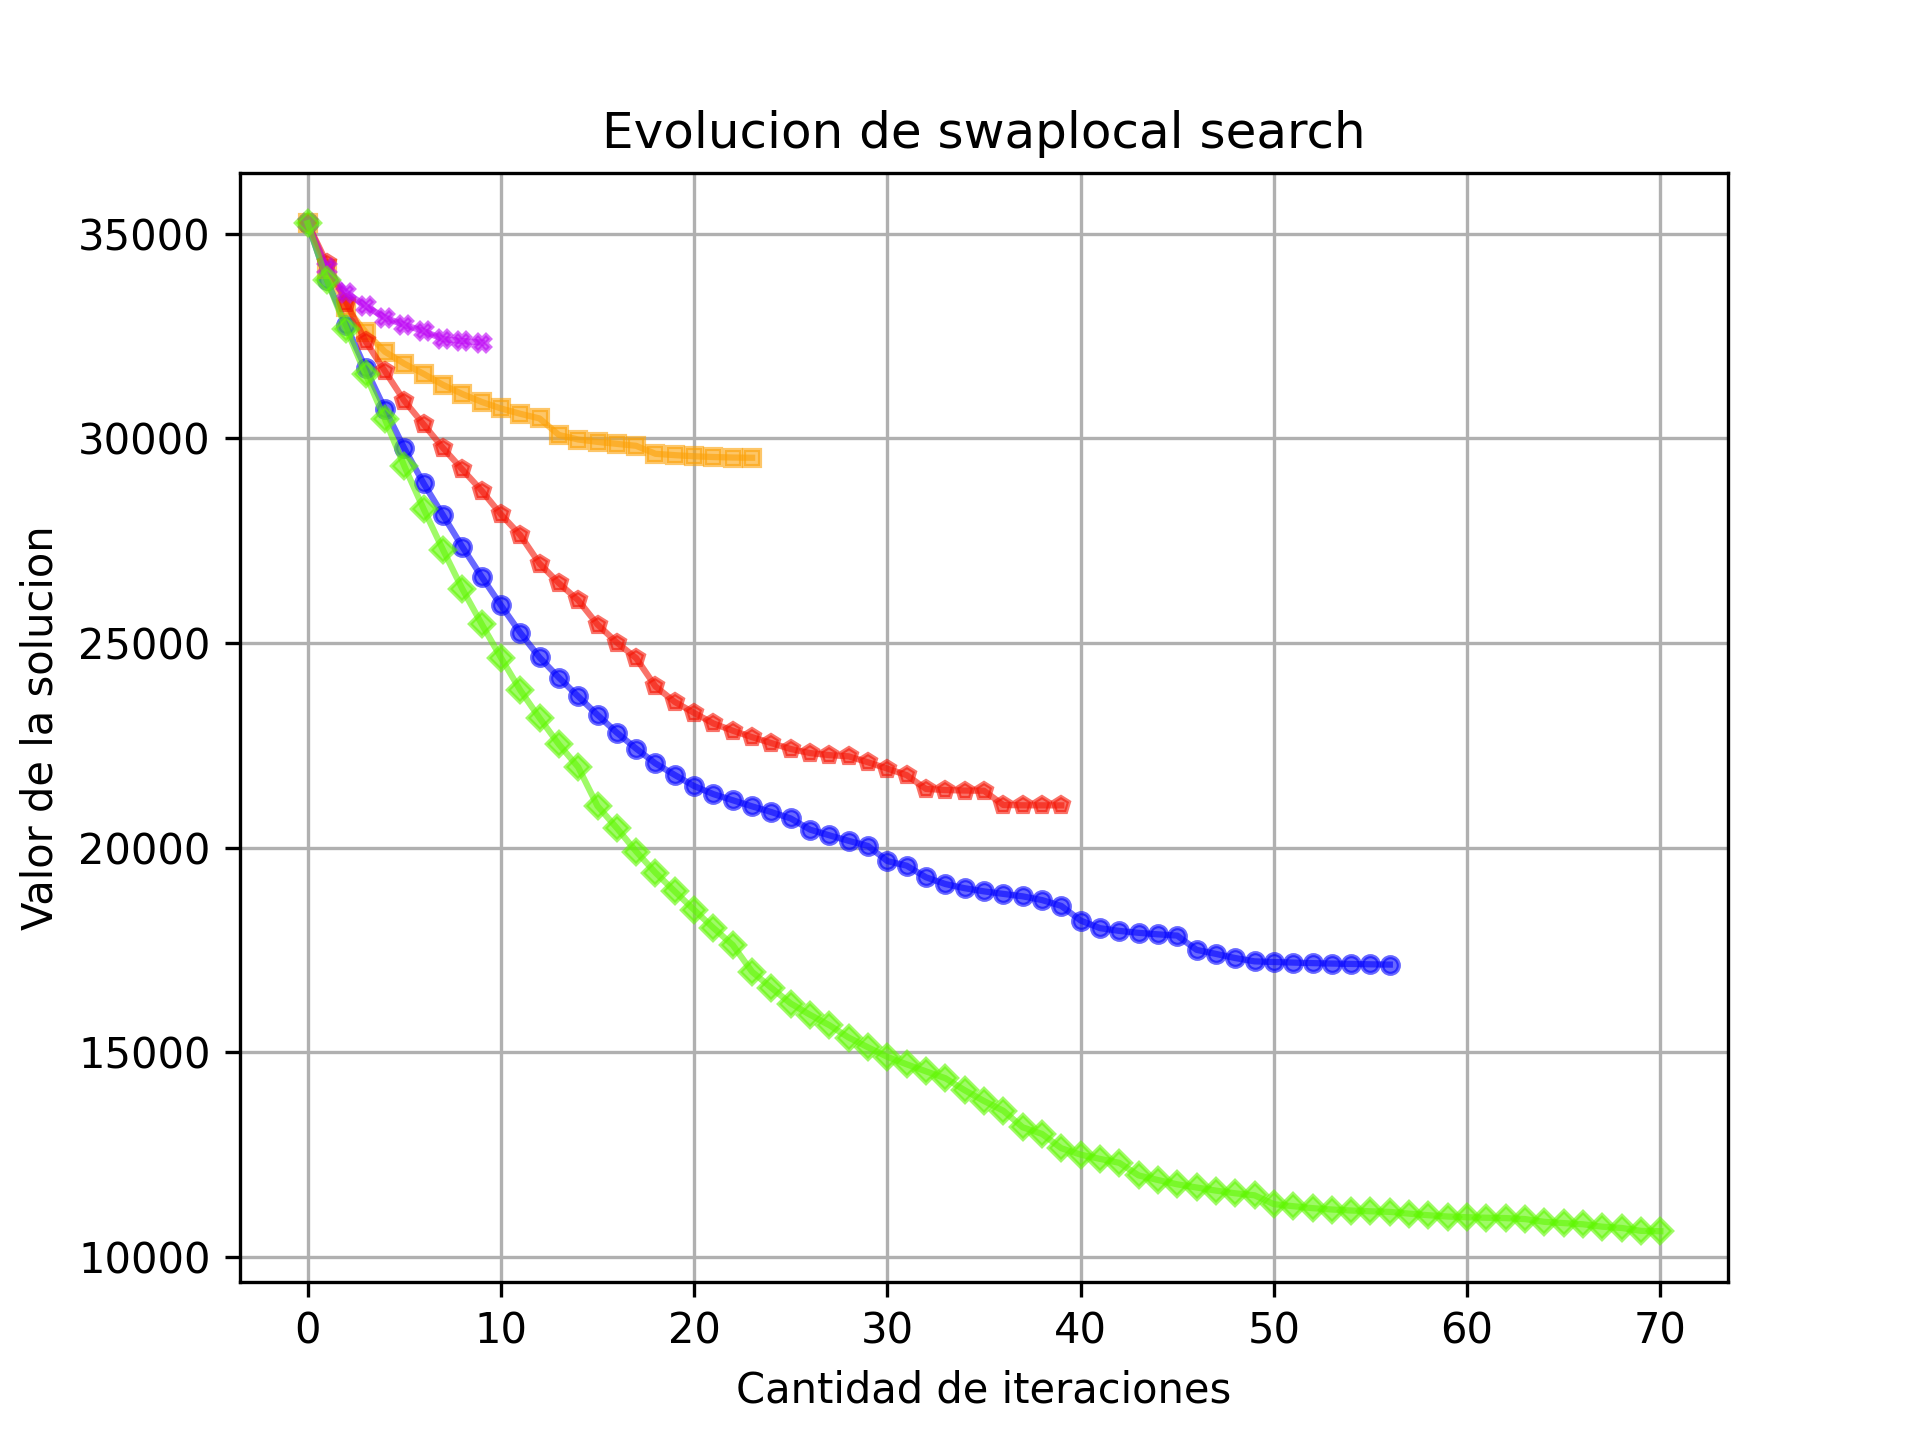 Evolucion de swaplocal search
Valor de la solucion
35000
30000
25000
20000
15000
10000
0 10 20 30 40 50 60 70
Cantidad de iteraciones